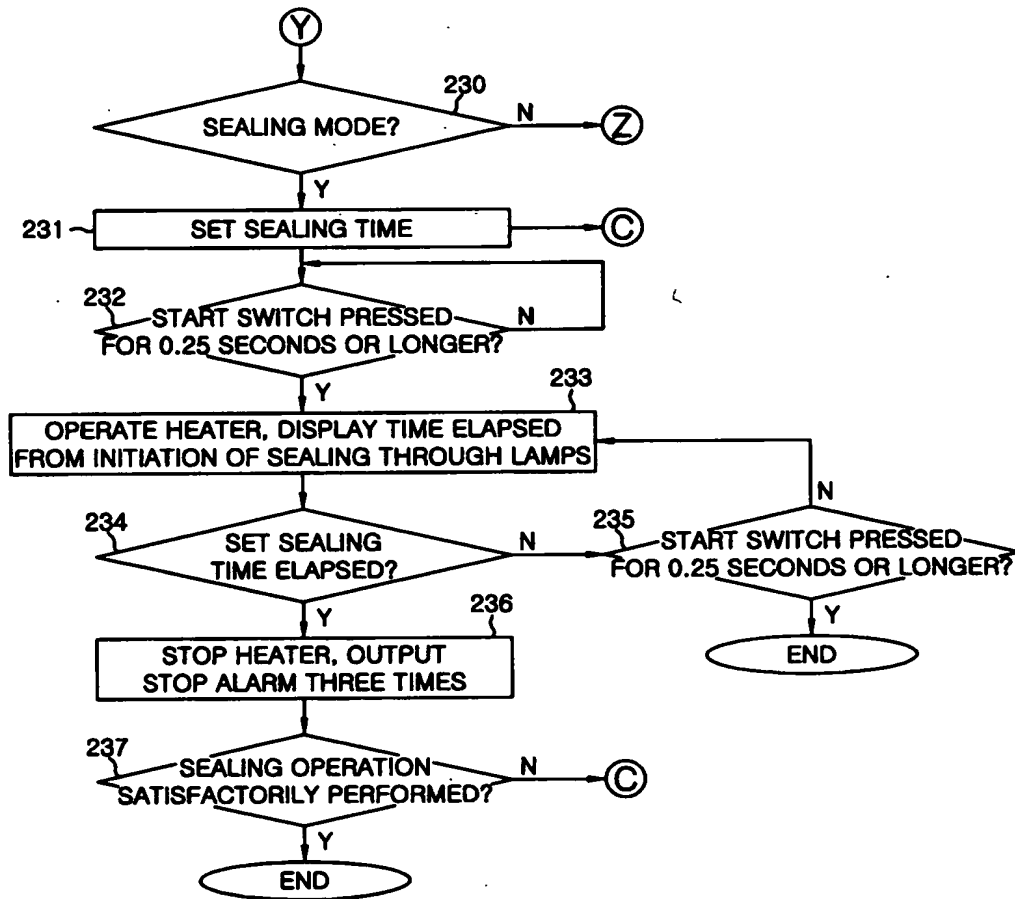 Y
230
SEALING MODE?
N
Z
Y
231
SET SEALING TIME
C
232
START SWITCH PRESSED
FOR 0.25 SECONDS OR LONGER?
N
Y
233
OPERATE HEATER, DISPLAY TIME ELAPSED
FROM INITIATION OF SEALING THROUGH LAMPS
N
234
SET SEALING
TIME ELAPSED?
N
235
START SWITCH PRESSED
FOR 0.25 SECONDS OR LONGER?
Y
Y
236
STOP HEATER, OUTPUT
STOP ALARM THREE TIMES
END
237
SEALING OPERATION
SATISFACTORILY PERFORMED?
N
C
Y
END